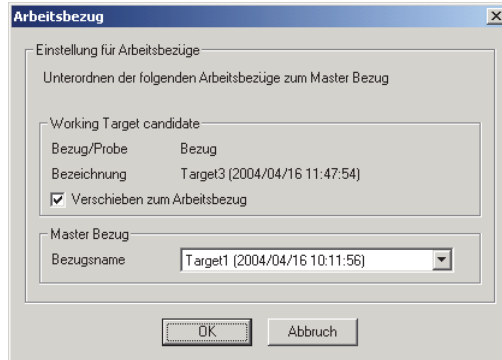 Arbeitsbezug
Einstellung für Arbeitsbezüge
Unterordnen der folgenden Arbeitsbezüge zum Master Bezug
Working Target candidate
Bezug/Probe Bezug
Bezeichnung Target3 (2004/04/16 11:47:54)
Verschieben zum Arbeitsbezug
Master Bezug
Bezugsname Target1 (2004/04/16 10:11:56)
OK Abbruch